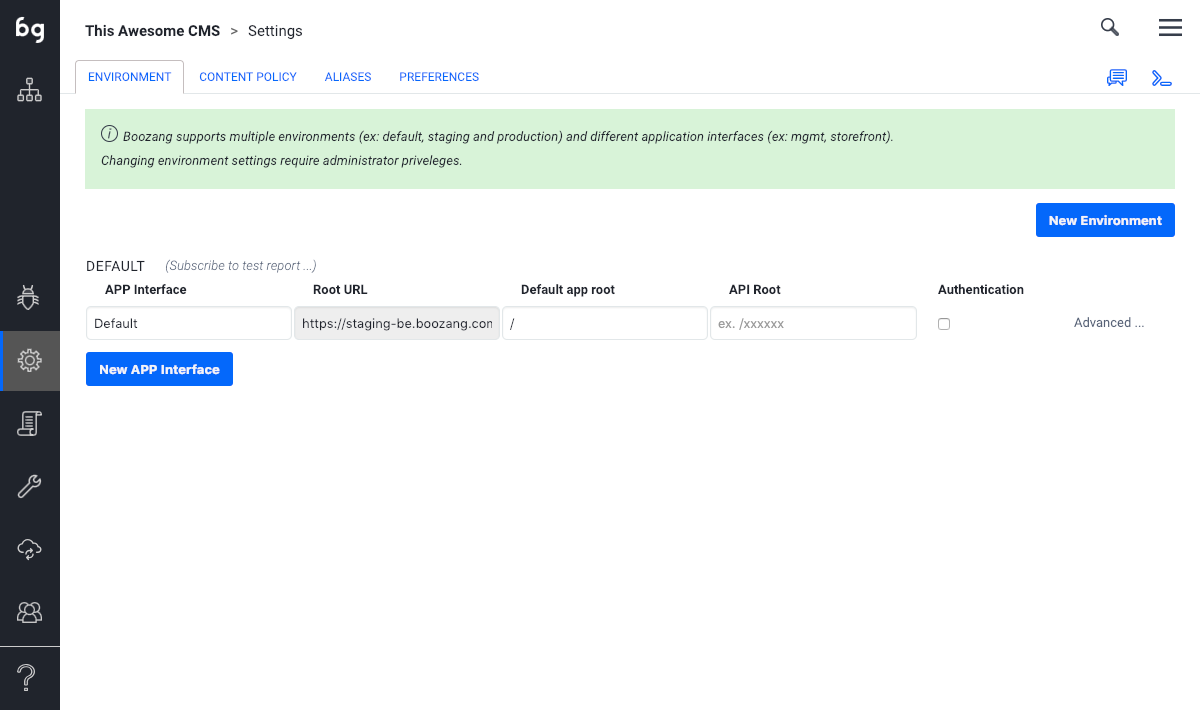 bg
This Awesome CMS > Settings
ENVIRONMENT CONTENT POLICY ALIASES PREFERENCES
Boozang supports multiple environments (ex: default, staging and production) and different application interfaces (ex: mgmt, storefront).
Changing environment settings require administrator priveleges.
New Environment
DEFAULT (Subscribe to test report ...)
APP Interface Root URL Default app root API Root Authentication
Default https://staging-be.boozang.com / ex. /xxxxxx Advanced ...
New APP Interface